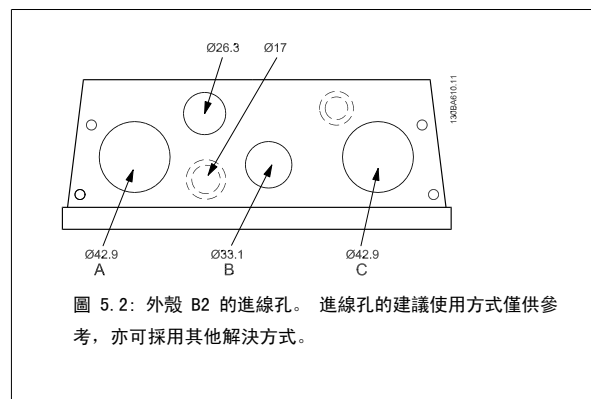 Ø26.3
Ø17
130BA610.11
Ø42.9
Ø33.1
Ø42.9
A
B
C
圖 5.2: 外殼 B2 的進線孔。 進線孔的建議使用方式僅供參
考，亦可採用其他解決方式。